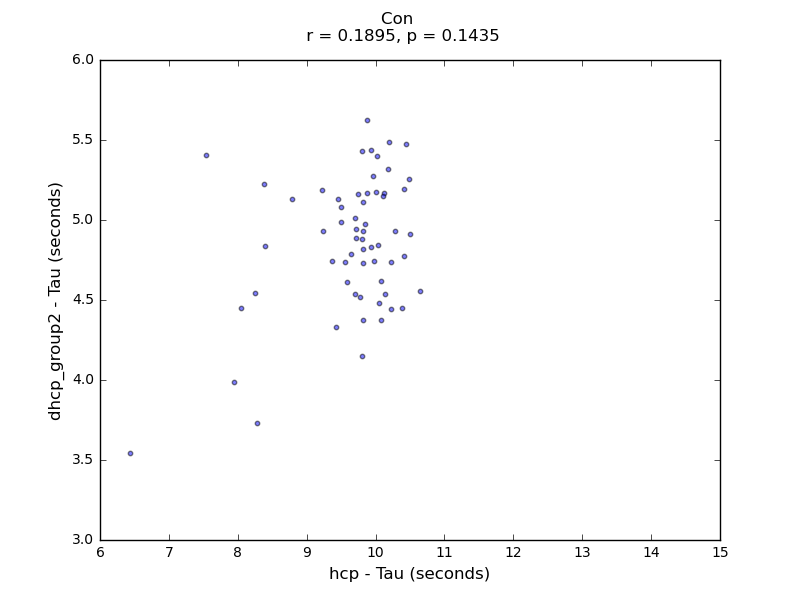 Con
r = 0.1895, p = 0.1435
6.0
5.5
5.0
4.5
4.0
3.5
3.0
dhcp_group2 - Tau (seconds)
6 7 8 9 10 11 12 13 14 15
hcp - Tau (seconds)